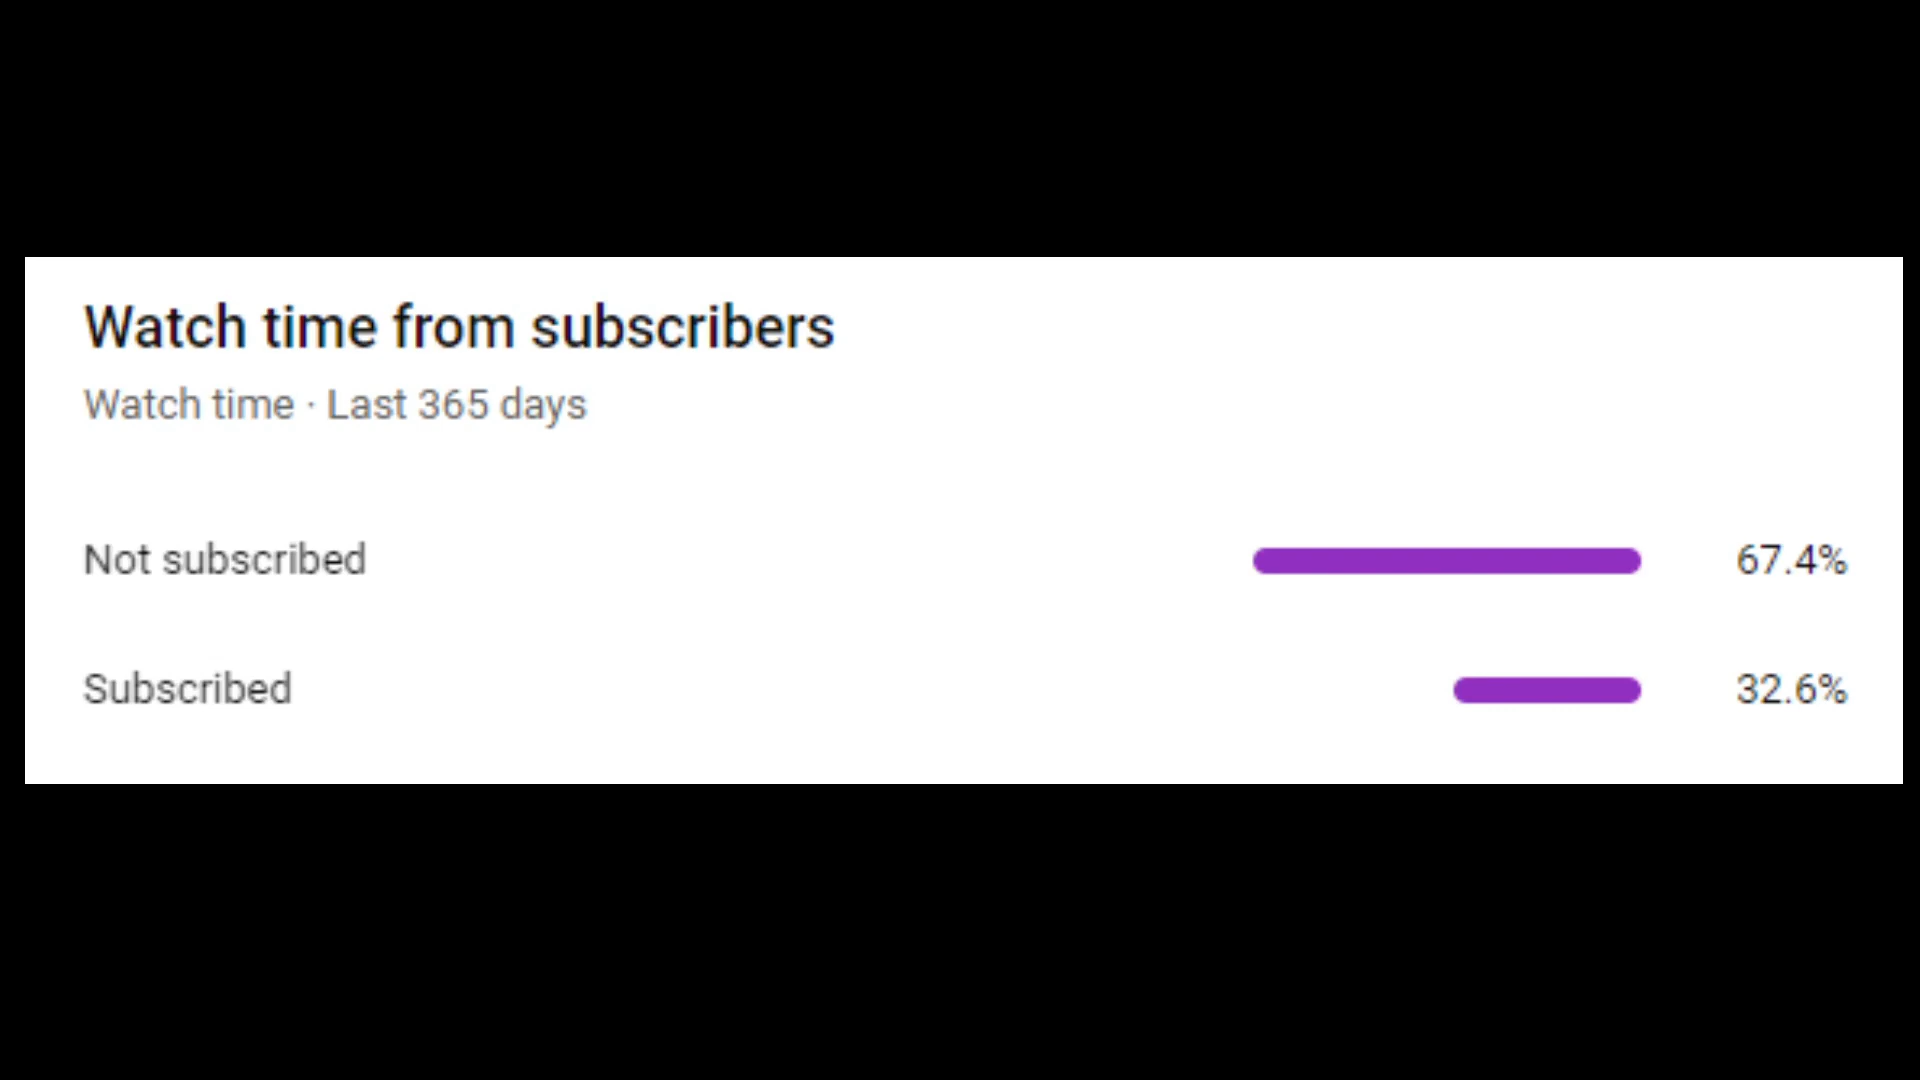 Watch time from subscribers
Watch time · Last 365 days
Not subscribed 67.4%
Subscribed 32.6%